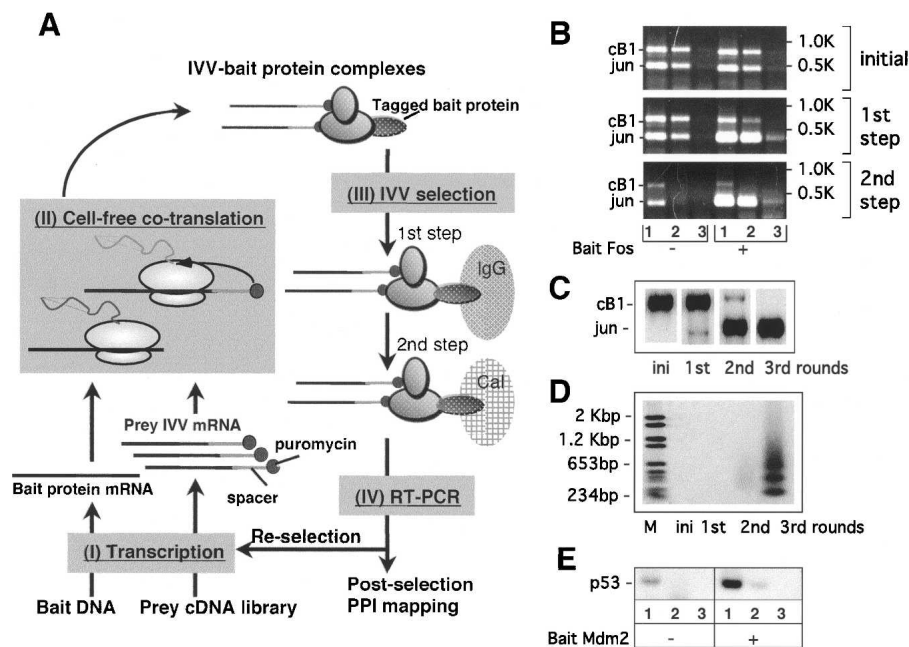 A
IVV-bait protein complexes
Tagged bait protein
(II) Cell-free co-translation
(III) IVV selection
1st step
IgG
2nd step
Cal
Prey IVV mRNA
puromycin
spacer
Bait protein mRNA
(IV) RT-PCR
Re-selection
(I) Transcription
Post-selection
PPI mapping
Bait DNA
Prey cDNA library
B
cB1
jun
1.0K
0.5K
initial
cB1
jun
1.0K
0.5K
1st
step
cB1
jun
1.0K
0.5K
2nd
step
1 2 3 1 2 3
Bait Fos - +
C
cB1 -
jun -
ini 1st 2nd 3rd rounds
D
2 Kbp -
1.2 Kbp -
653bp -
234bp -
M ini 1st 2nd 3rd rounds
E
p53 -
1 2 3 1 2 3
Bait Mdm2 - +